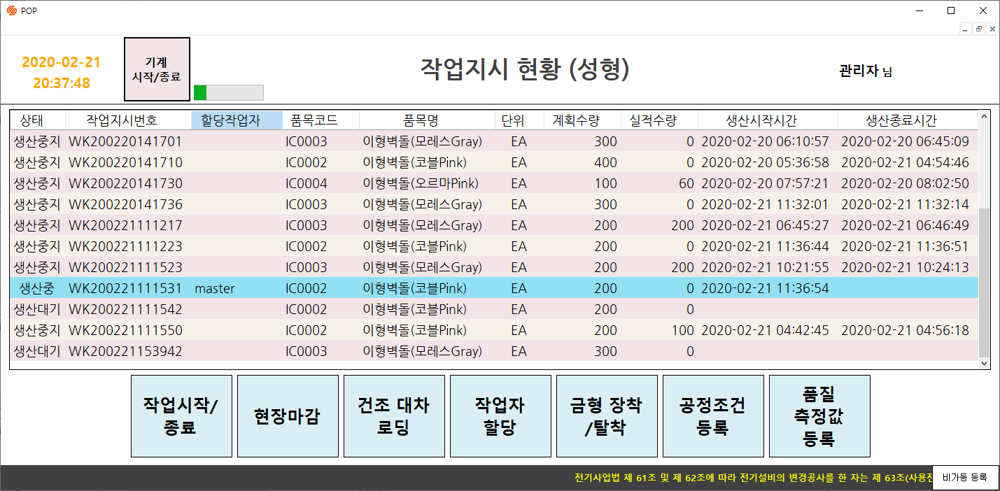 POP
2020-02-21
20:37:48
기계
시작/종료
작업지시 현황 (성형)
관리자 님
상태 작업지시번호 할당작업자 품목코드 품목명 단위 계획수량 실적수량 생산시작시간 생산종료시간
생산중지 WK200220141701 IC0003 이형벽돌(모레스Gray) EA 300 0 2020-02-20 06:10:57 2020-02-20 06:45:09
생산중지 WK200220141710 IC0002 이형벽돌(코블Pink) EA 400 0 2020-02-20 05:36:58 2020-02-21 04:54:46
생산중지 WK200220141730 IC0004 이형벽돌(오르마Pink) EA 100 60 2020-02-20 07:57:21 2020-02-20 08:02:50
생산중지 WK200220141736 IC0003 이형벽돌(모레스Gray) EA 300 0 2020-02-21 11:32:01 2020-02-21 11:32:14
생산중지 WK200221111217 IC0003 이형벽돌(모레스Gray) EA 200 200 2020-02-21 06:45:27 2020-02-21 06:46:49
생산중지 WK200221111223 IC0002 이형벽돌(코블Pink) EA 200 0 2020-02-21 11:36:44 2020-02-21 11:36:51
생산중지 WK200221111523 IC0003 이형벽돌(모레스Gray) EA 200 200 2020-02-21 10:21:55 2020-02-21 10:24:13
생산중 WK200221111531 master IC0002 이형벽돌(코블Pink) EA 200 0 2020-02-21 11:36:54
생산대기 WK200221111542 IC0002 이형벽돌(코블Pink) EA 200 0
생산중지 WK200221111550 IC0002 이형벽돌(코블Pink) EA 200 100 2020-02-21 04:42:45 2020-02-21 04:56:18
생산대기 WK200221153942 IC0003 이형벽돌(모레스Gray) EA 300 0
작업시작/
종료
현장마감
건조 대차
로딩
작업자
할당
금형 장착
/탈착
공정조건
등록
품질
측정값
등록
전기사업법 제 61조 및 제 62조에 따라 전기설비의 변경공사를 한 자는 제 63조(사용전
비가동 등록